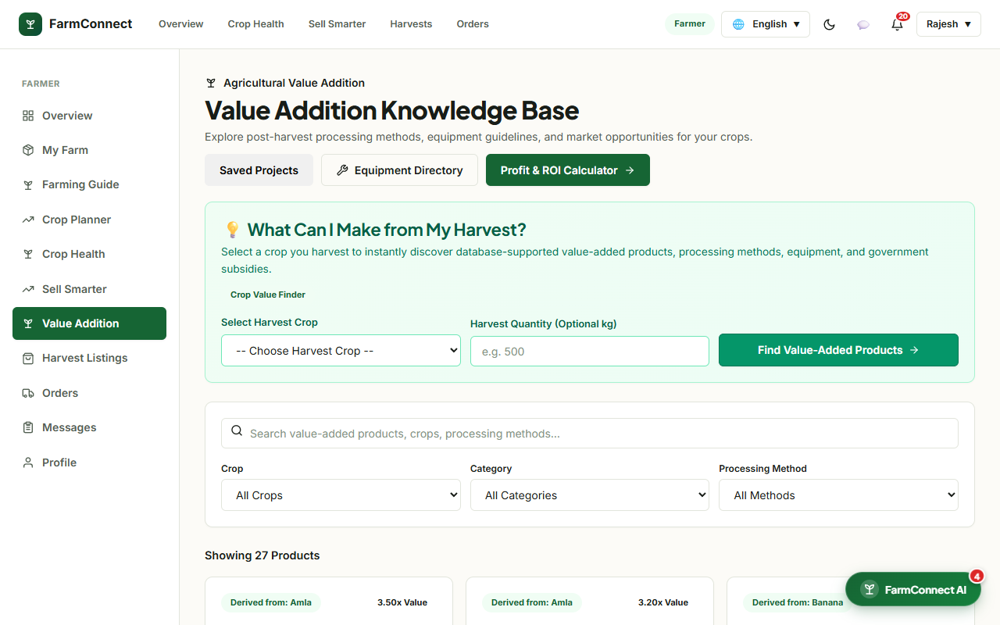 FarmConnect
Overview
Crop Health
Sell Smarter
Harvests
Orders
Farmer
English ▼
20
Rajesh ▼
FARMER
Overview
My Farm
Farming Guide
Crop Planner
Crop Health
Sell Smarter
Value Addition
Harvest Listings
Orders
Messages
Profile
Agricultural Value Addition
Value Addition Knowledge Base
Explore post-harvest processing methods, equipment guidelines, and market opportunities for your crops.
Saved Projects
Equipment Directory
Profit & ROI Calculator →
What Can I Make from My Harvest?
Select a crop you harvest to instantly discover database-supported value-added products, processing methods, equipment, and government
subsidies.
Crop Value Finder
Select Harvest Crop
Harvest Quantity (Optional kg)
-- Choose Harvest Crop --
e.g. 500
Find Value-Added Products →
Search value-added products, crops, processing methods...
Crop
Category
Processing Method
All Crops
All Categories
All Methods
Showing 27 Products
Derived from: Amla
3.50x Value
Derived from: Amla
3.20x Value
Derived from: Banana
FarmConnect AI
4